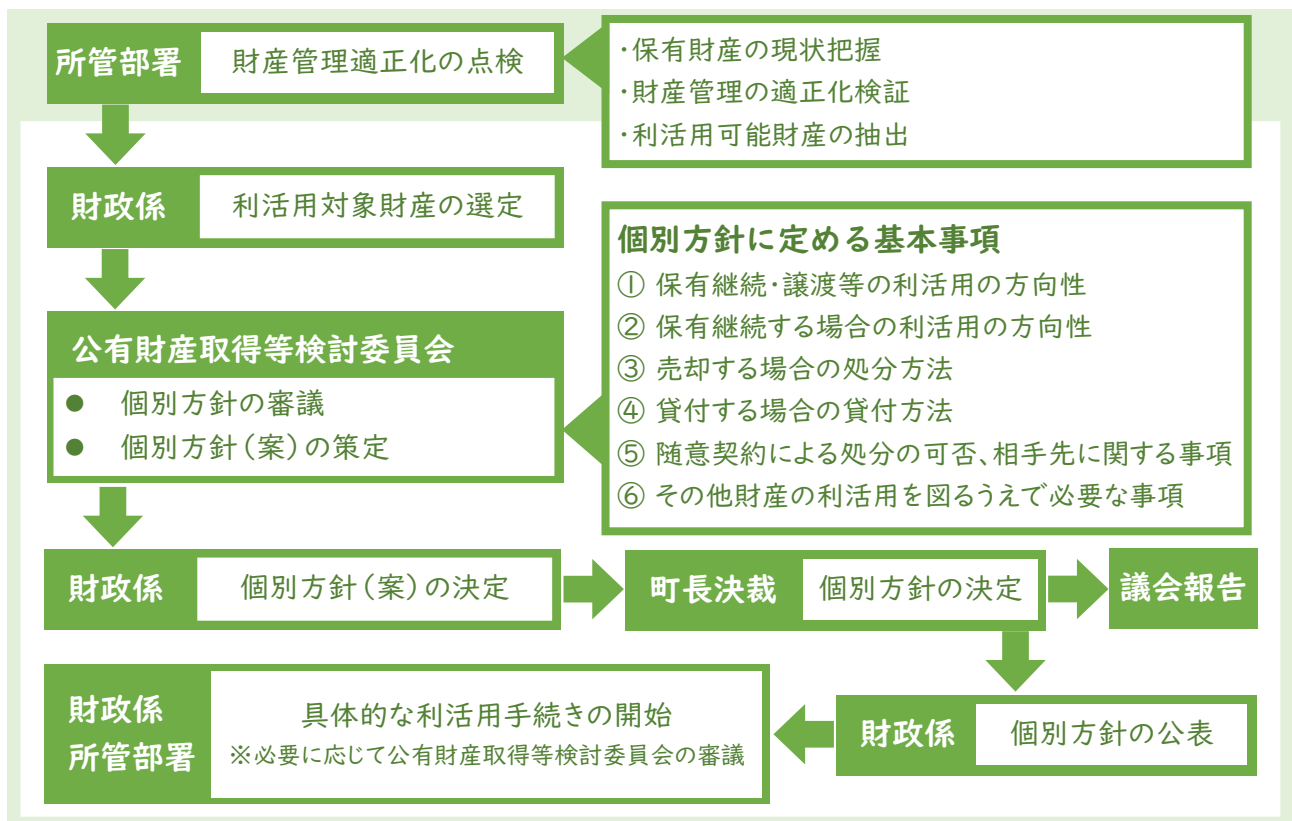 所管部署
財産管理適正化の点検
・保有財産の現状把握
・財産管理の適正化検証
・利活用可能財産の抽出
財政係
利活用対象財産の選定
公有財産取得等検討委員会
● 個別方針の審議
● 個別方針(案)の策定
個別方針に定める基本事項
① 保有継続・譲渡等の利活用の方向性
② 保有継続する場合の利活用の方向性
③ 売却する場合の処分方法
④ 貸付する場合の貸付方法
⑤ 随意契約による処分の可否、相手先に関する事項
⑥ その他財産の利活用を図るうえで必要な事項
財政係
個別方針(案)の決定
町長決裁
個別方針の決定
議会報告
財政係
個別方針の公表
財政係
所管部署
具体的な利活用手続きの開始
※必要に応じて公有財産取得等検討委員会の審議